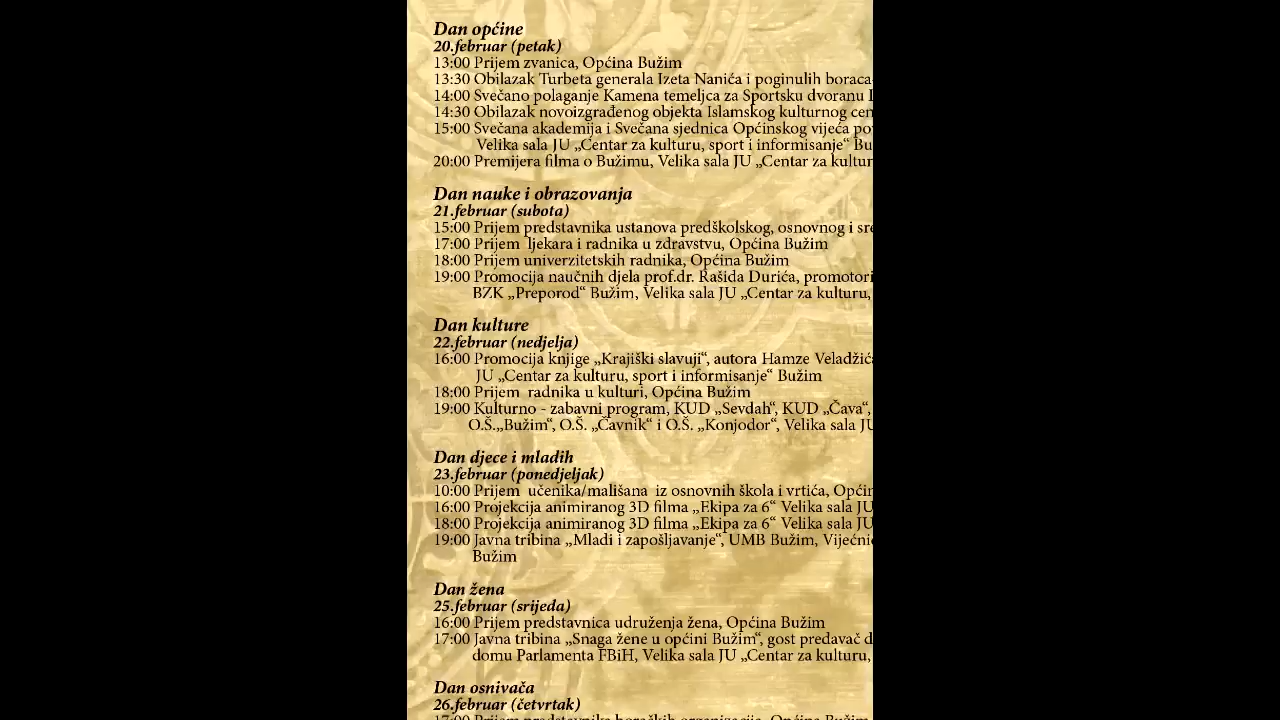 Dan općine
20.februar (petak)
13:00 Prijem zvanica, Općina Bužim
13:30 Obilazak Turbeta generala Izeta Nanića i poginulih boraca
14:00 Svečano polaganje Kamena temeljca za Sportsku dvoranu
14:30 Obilazak novoizgrađenog objekta Islamskog kulturnog cen
15:00 Svečana akademija i Svečana sjednica Općinskog vijeća po
Velika sala JU „Centar za kulturu, sport i informisanje“ Bu
20:00 Premijera filma o Bužimu, Velika sala JU „Centar za kultur
Dan nauke i obrazovanja
21.februar (subota)
15:00 Prijem predstavnika ustanova predškolskog, osnovnog i sre
17:00 Prijem ljekara i radnika u zdravstvu, Općina Bužim
18:00 Prijem univerzitetskih radnika, Općina Bužim
19:00 Promocija naučnih djela prof.dr. Rašida Durića, promotori
BZK „Preporod“ Bužim, Velika sala JU „Centar za kulturu,
Dan kulture
22.februar (nedjelja)
16:00 Promocija knjige „Krajiški slavuji“, autora Hamze Veladžića
JU „Centar za kulturu, sport i informisanje“ Bužim
18:00 Prijem radnika u kulturi, Općina Bužim
19:00 Kulturno - zabavni program, KUD „Sevdah“, KUD „Čava“,
O.Š.„Bužim“, O.Š. „Čavnik“ i O.Š. „Konjodor“, Velika sala JU
Dan djece i mladih
23.februar (ponedjeljak)
10:00 Prijem učenika/mališana iz osnovnih škola i vrtića, Općin
16:00 Projekcija animiranog 3D filma „Ekipa za 6“ Velika sala JU
18:00 Projekcija animiranog 3D filma „Ekipa za 6“ Velika sala JU
19:00 Javna tribina „Mladi i zapošljavanje“, UMB Bužim, Vijećni
Bužim
Dan žena
25.februar (srijeda)
16:00 Prijem predstavnica udruženja žena, Općina Bužim
17:00 Javna tribina „Snaga žene u općini Bužim“, gost predavač d
domu Parlamenta FBiH, Velika sala JU „Centar za kulturu,
Dan osnivača
26.februar (četvrtak)
17:00 Prijem predstavnika boračkih organizacija, Općina Bužim